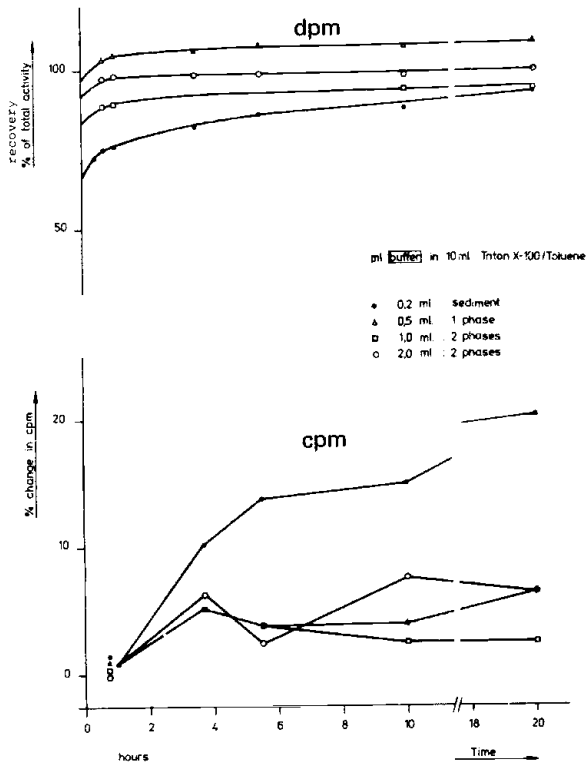 dpm
recovery
% of total activity
100
50
ml buffer in 10 ml Triton X-100/Toluene
0,2 ml sediment
0,5 ml 1 phase
1,0 ml : 2 phases
2,0 ml : 2 phases
cpm
% change in cpm
20
10
0
0 2 4 6 8 10 18 20
hours Time